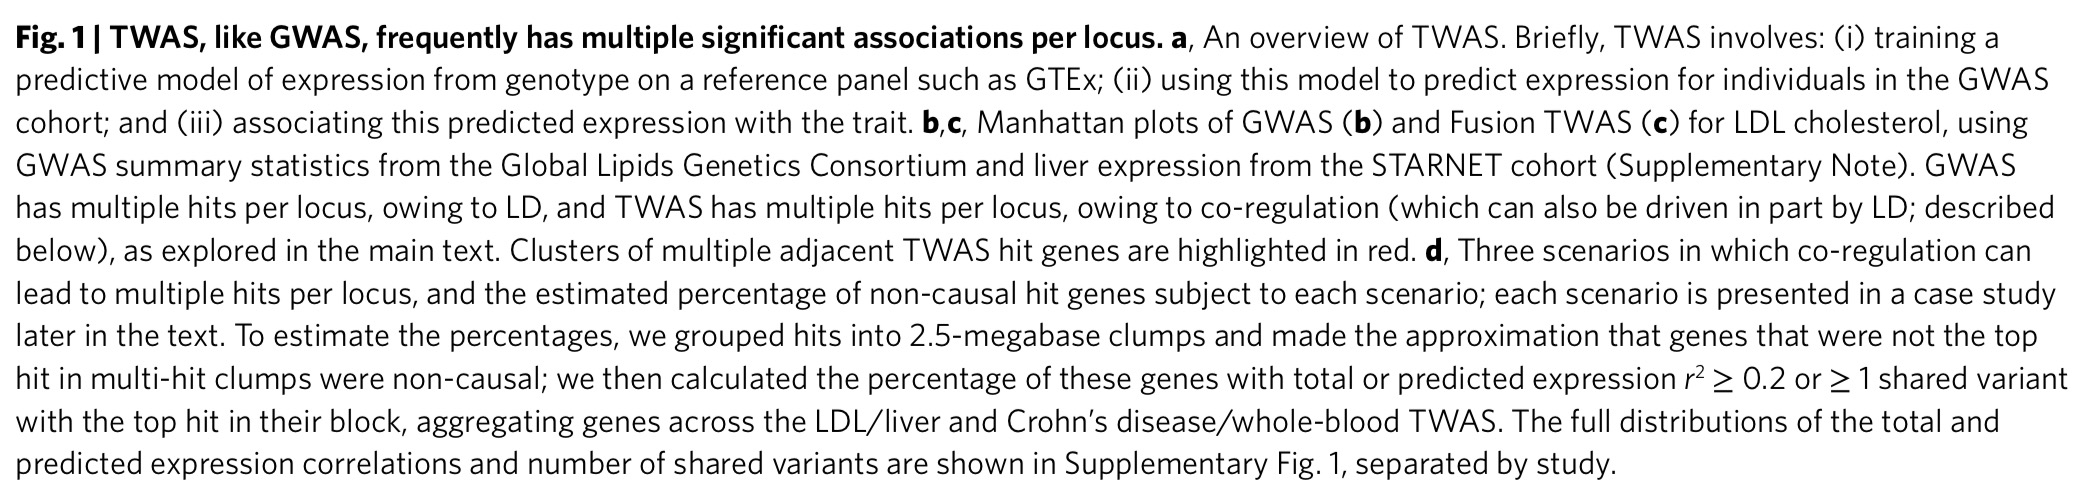 Fig. 1 | TWAS, like GWAS, frequently has multiple significant associations per locus. a, An overview of TWAS. Briefly, TWAS involves: (i) training a
predictive model of expression from genotype on a reference panel such as GTEx; (ii) using this model to predict expression for individuals in the GWAS
cohort; and (iii) associating this predicted expression with the trait. b,c, Manhattan plots of GWAS (b) and Fusion TWAS (c) for LDL cholesterol, using
GWAS summary statistics from the Global Lipids Genetics Consortium and liver expression from the STARNET cohort (Supplementary Note). GWAS
has multiple hits per locus, owing to LD, and TWAS has multiple hits per locus, owing to co-regulation (which can also be driven in part by LD; described
below), as explored in the main text. Clusters of multiple adjacent TWAS hit genes are highlighted in red. d, Three scenarios in which co-regulation can
lead to multiple hits per locus, and the estimated percentage of non-causal hit genes subject to each scenario; each scenario is presented in a case study
later in the text. To estimate the percentages, we grouped hits into 2.5-megabase clumps and made the approximation that genes that were not the top
hit in multi-hit clumps were non-causal; we then calculated the percentage of these genes with total or predicted expression r² ≥ 0.2 or ≥ 1 shared variant
with the top hit in their block, aggregating genes across the LDL/liver and Crohn's disease/whole-blood TWAS. The full distributions of the total and
predicted expression correlations and number of shared variants are shown in Supplementary Fig. 1, separated by study.